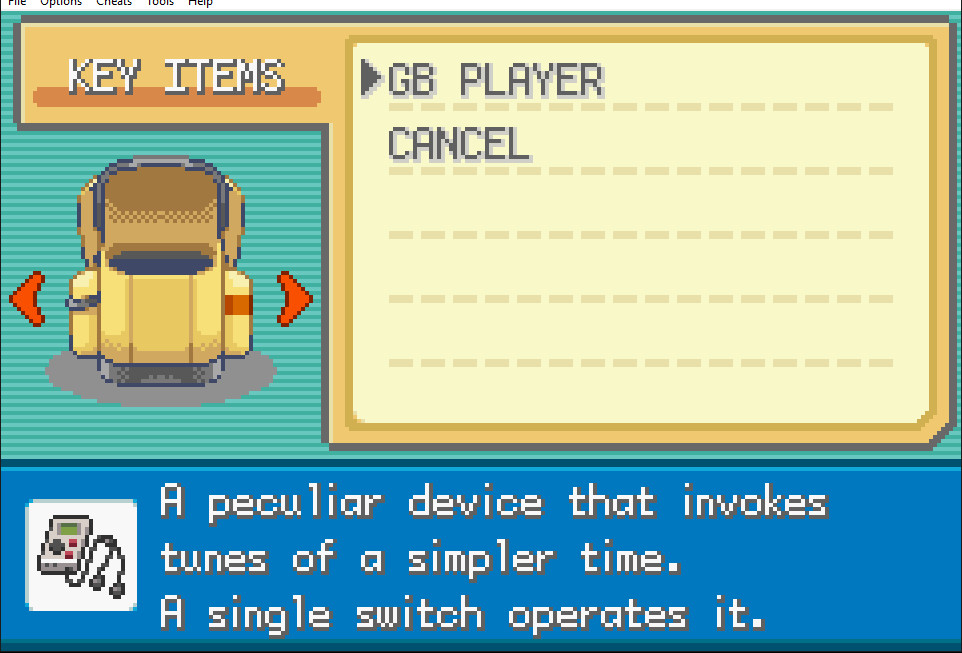 File Options Cheats Tools Help
KEY ITEMS
GB PLAYER
CANCEL
A peculiar device that invokes
tunes of a simpler time.
A single switch operates it.